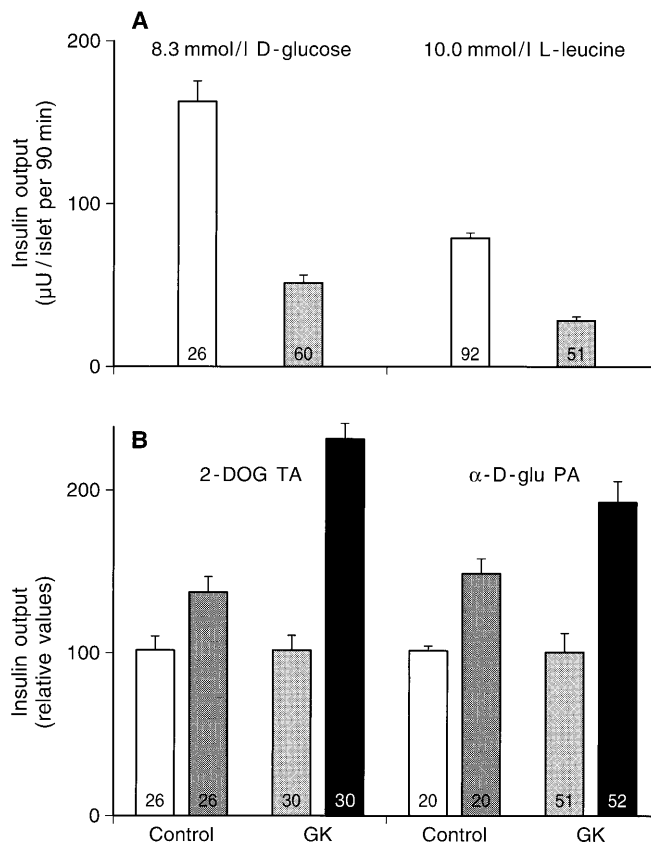 A
200
8.3 mmol/l D-glucose
10.0 mmol/l L-leucine
Insulin output
(µU/islet per 90 min)
100
0
26
60
92
51
B
2-DOG TA
α-D-glu PA
200
Insulin output
(relative values)
100
0
26
26
30
30
20
20
51
52
Control
GK
Control
GK